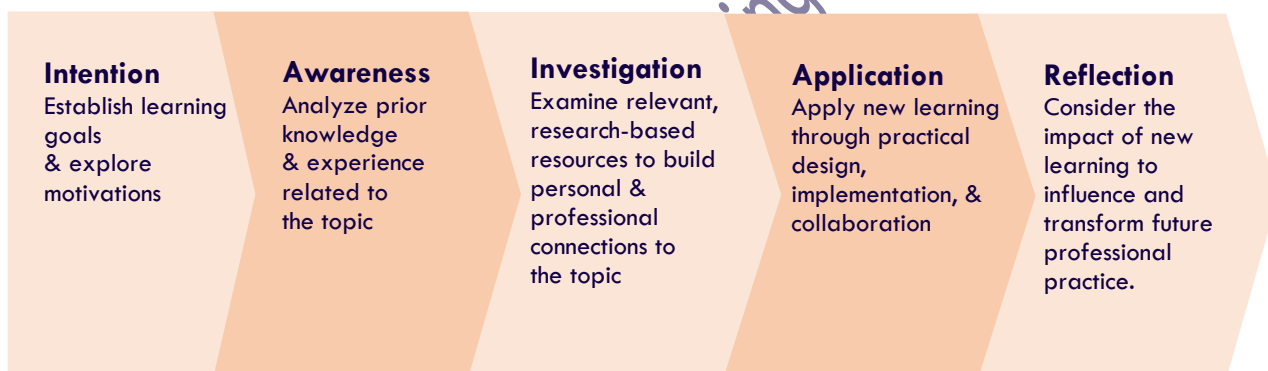 Intention
Establish learning
goals
& explore
motivations
Awareness
Analyze prior
knowledge
& experience
related to
the topic
Investigation
Examine relevant,
research-based
resources to build
personal &
professional
connections to
the topic
Application
Apply new learning
through practical
design,
implementation, &
collaboration
Reflection
Consider the
impact of new
learning to
influence and
transform future
professional
practice.